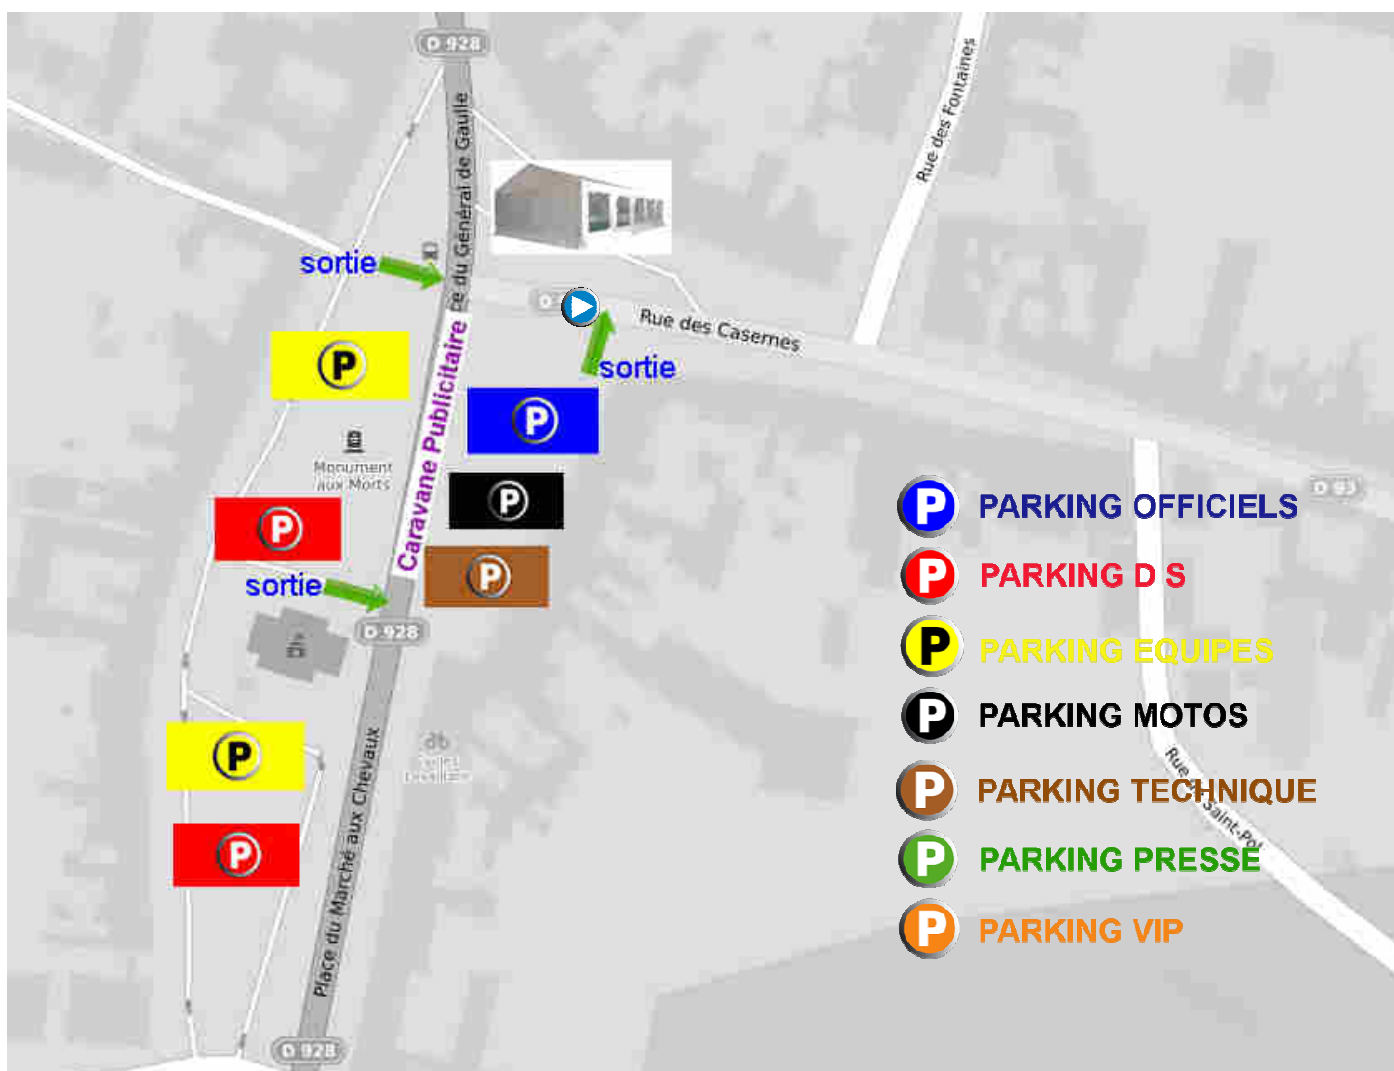 D 928
Rue des Fontaines
ce du Général de Gaulle
sortie
D
Rue des Casernes
sortie
Caravane Publicitaire
P
P
Monument
aux Morts
P
P
P
sortie
D 928
P
P
Place du Marché aux Chevaux
D 928
D 93
P PARKING OFFICIELS
P PARKING D S
P PARKING EQUIPES
P PARKING MOTOS
P PARKING TECHNIQUE
P PARKING PRESSE
P PARKING VIP
Rue de Saint-Pol